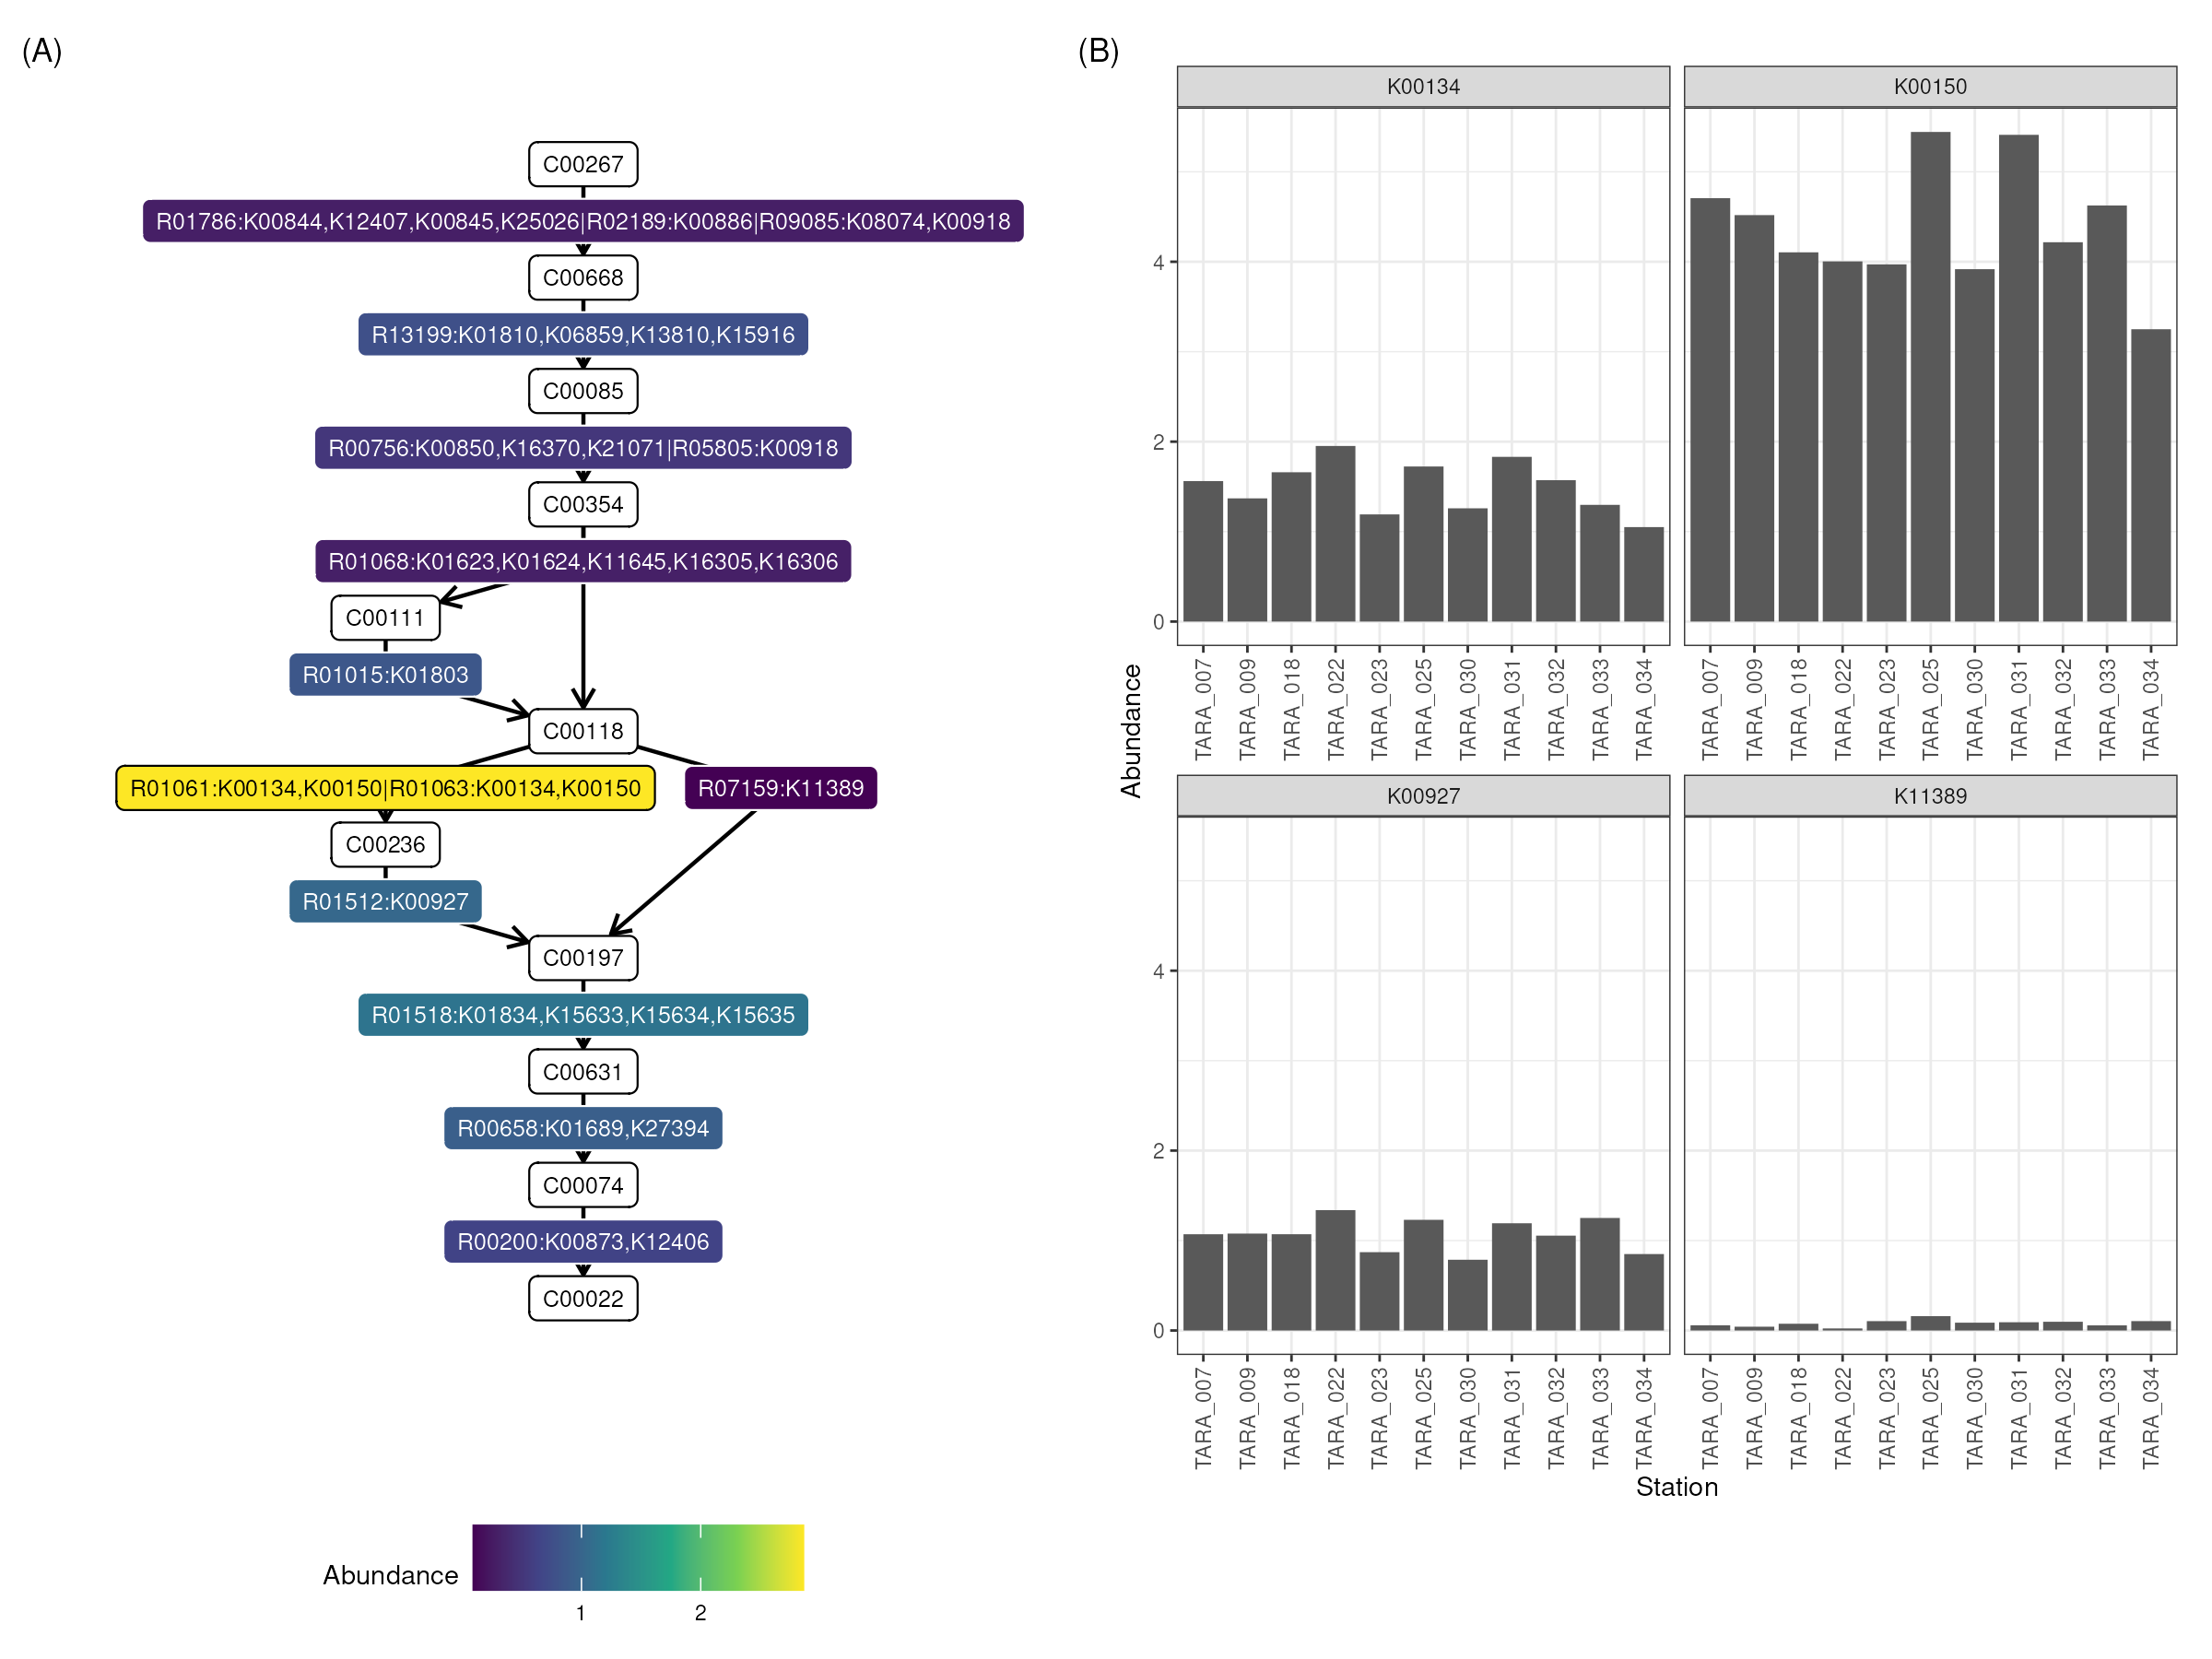 (A)
C00267
R01786:K00844,K12407,K00845,K25026|R02189:K00886|R09085:K08074,K00918
C00668
R13199:K01810,K06859,K13810,K15916
C00085
R00756:K00850,K16370,K21071|R05805:K00918
C00354
R01068:K01623,K01624,K11645,K16305,K16306
C00111
R01015:K01803
C00118
R01061:K00134,K00150|R01063:K00134,K00150
R07159:K11389
C00236
R01512:K00927
C00197
R01518:K01834,K15633,K15634,K15635
C00631
R00658:K01689,K27394
C00074
R00200:K00873,K12406
C00022
Abundance
1
2
(B)
Abundance
K00134
4
2
0
TARA_007
TARA_009
TARA_018
TARA_022
TARA_023
TARA_025
TARA_030
TARA_031
TARA_032
TARA_033
TARA_034
K00150
TARA_007
TARA_009
TARA_018
TARA_022
TARA_023
TARA_025
TARA_030
TARA_031
TARA_032
TARA_033
TARA_034
K00927
4
2
0
TARA_007
TARA_009
TARA_018
TARA_022
TARA_023
TARA_025
TARA_030
TARA_031
TARA_032
TARA_033
TARA_034
K11389
TARA_007
TARA_009
TARA_018
TARA_022
TARA_023
TARA_025
TARA_030
TARA_031
TARA_032
TARA_033
TARA_034
Station